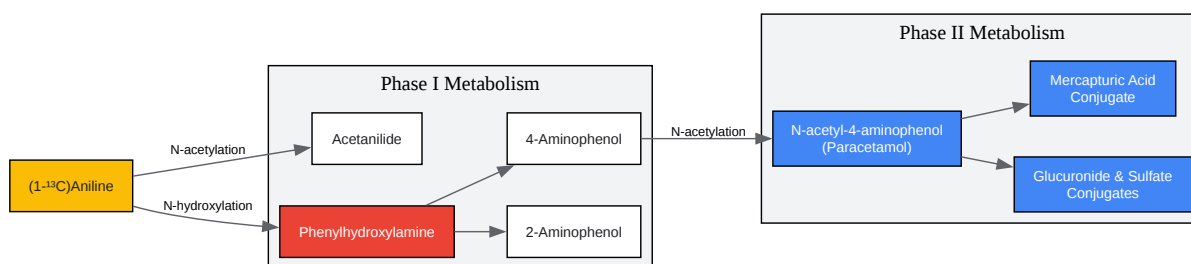 Phase II Metabolism
Phase I Metabolism
Mercapturic Acid
Conjugate
Acetanilide
4-Aminophenol
N-acetylation
N-acetyl-4-aminophenol
(Paracetamol)
N-acetylation
(1-¹³C)Aniline
Glucuronide & Sulfate
Conjugates
N-hydroxylation
Phenylhydroxylamine
2-Aminophenol